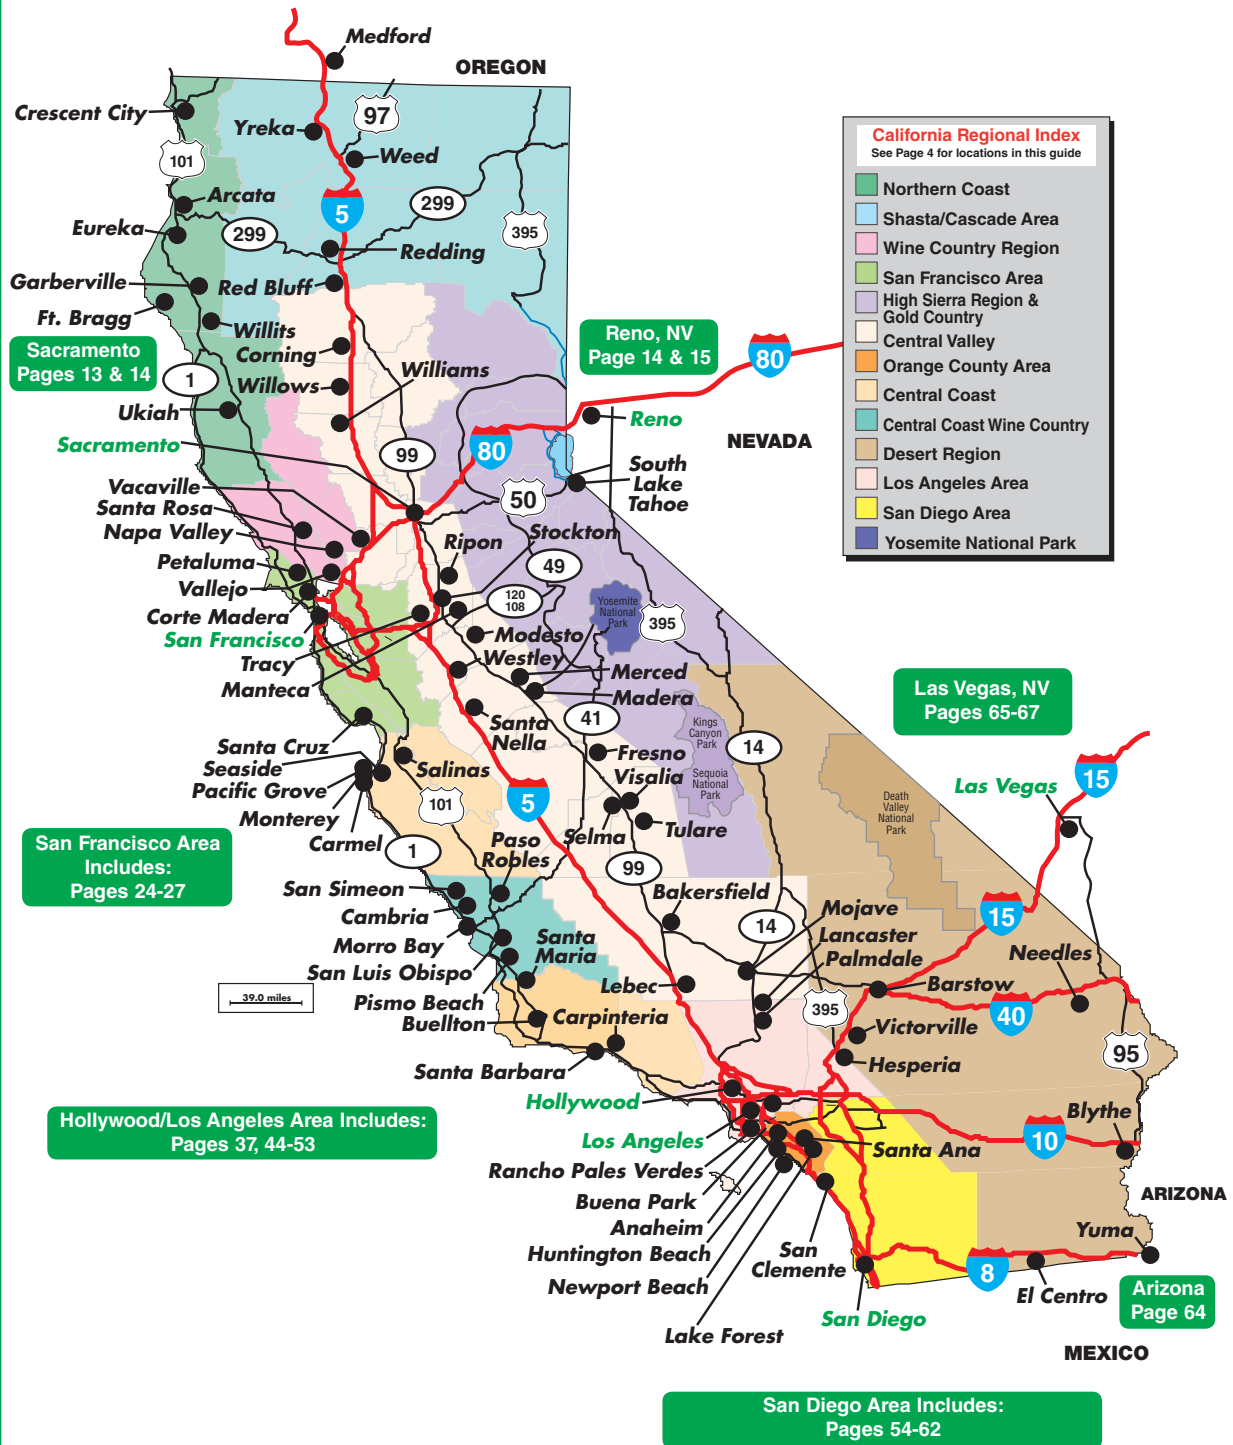 Medford
OREGON
Crescent City
Yreka
97
Weed
101
Arcata
5
299
Eureka
299
395
Redding
Garberville
Red Bluff
Ft. Bragg
Willits
Corning
Sacramento
Pages 13 & 14
1
Willows
Williams
Ukiah
Sacramento
Reno, NV
Page 14 & 15
80
Reno
NEVADA
99
80
South
Lake
Tahoe
50
California Regional Index
See Page 4 for locations in this guide
Northern Coast
Shasta/Cascade Area
Wine Country Region
San Francisco Area
High Sierra Region &
Gold Country
Central Valley
Orange County Area
Central Coast
Central Coast Wine Country
Desert Region
Los Angeles Area
San Diego Area
Yosemite National Park
Vacaville
Santa Rosa
Napa Valley
Petaluma
Vallejo
Corte Madera
San Francisco
Tracy
Manteca
Stockton
Ripon
49
120
108
Yosemite
National
Park
395
Modesto
Westley
Merced
Madera
41
Santa
Nella
Kings
Canyon
Park
14
Sequoia
National
Park
Fresno
Visalia
Selma
Tulare
99
Santa Cruz
Seaside
Pacific Grove
Monterey
Carmel
Salinas
101
5
1
Paso
Robles
San Francisco Area
Includes:
Pages 24-27
Las Vegas, NV
Pages 65-67
Las Vegas
15
Death
Valley
National
Park
15
San Simeon
Cambria
Morro Bay
San Luis Obispo
Pismo Beach
Buellton
Santa
Maria
Carpinteria
Santa Barbara
39.0 miles
Bakersfield
14
Mojave
Lancaster
Palmdale
Lebec
395
Barstow
Needles
40
Victorville
Hesperia
95
Hollywood/Los Angeles Area Includes:
Pages 37, 44-53
Hollywood
Los Angeles
Rancho Pales Verdes
Buena Park
Anaheim
Huntington Beach
Newport Beach
Lake Forest
Santa Ana
San
Clemente
Blythe
10
ARIZONA
Yuma
8
El Centro
Arizona
Page 64
San Diego
MEXICO
San Diego Area Includes:
Pages 54-62